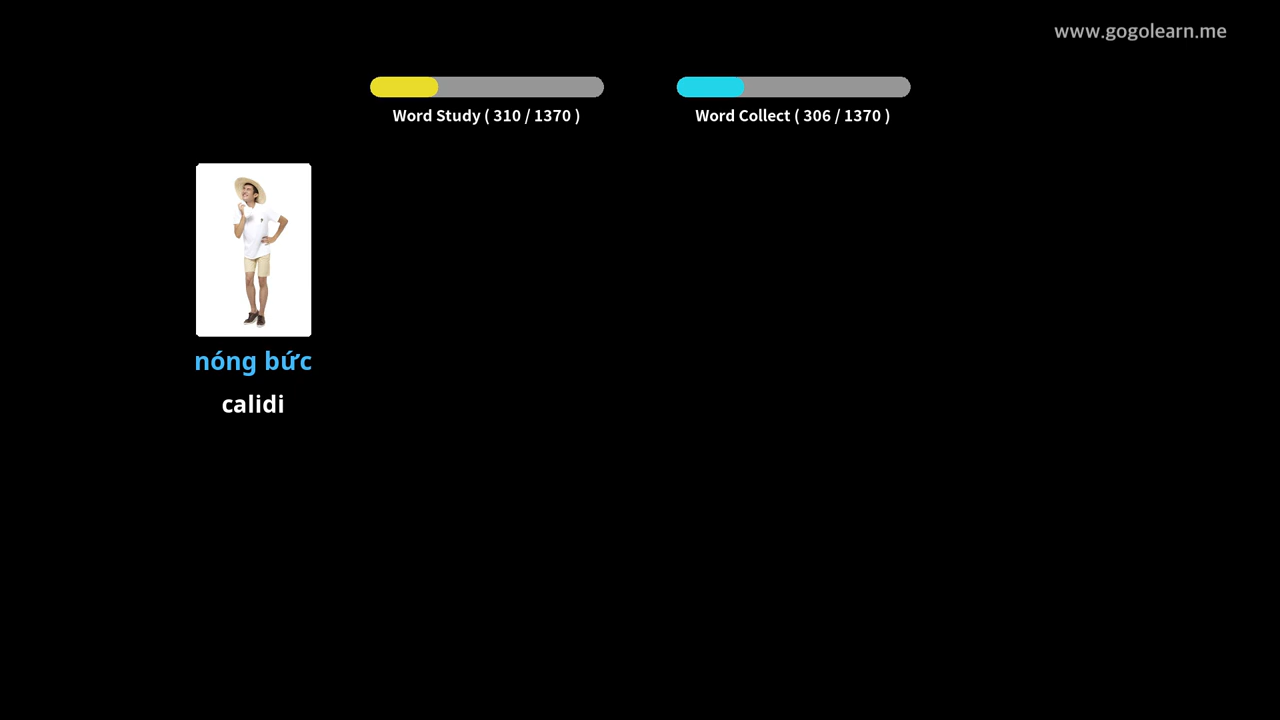 www.gogolearn.me
Word Study ( 310 / 1370 )
Word Collect ( 306 / 1370 )
nóng bức
calidi